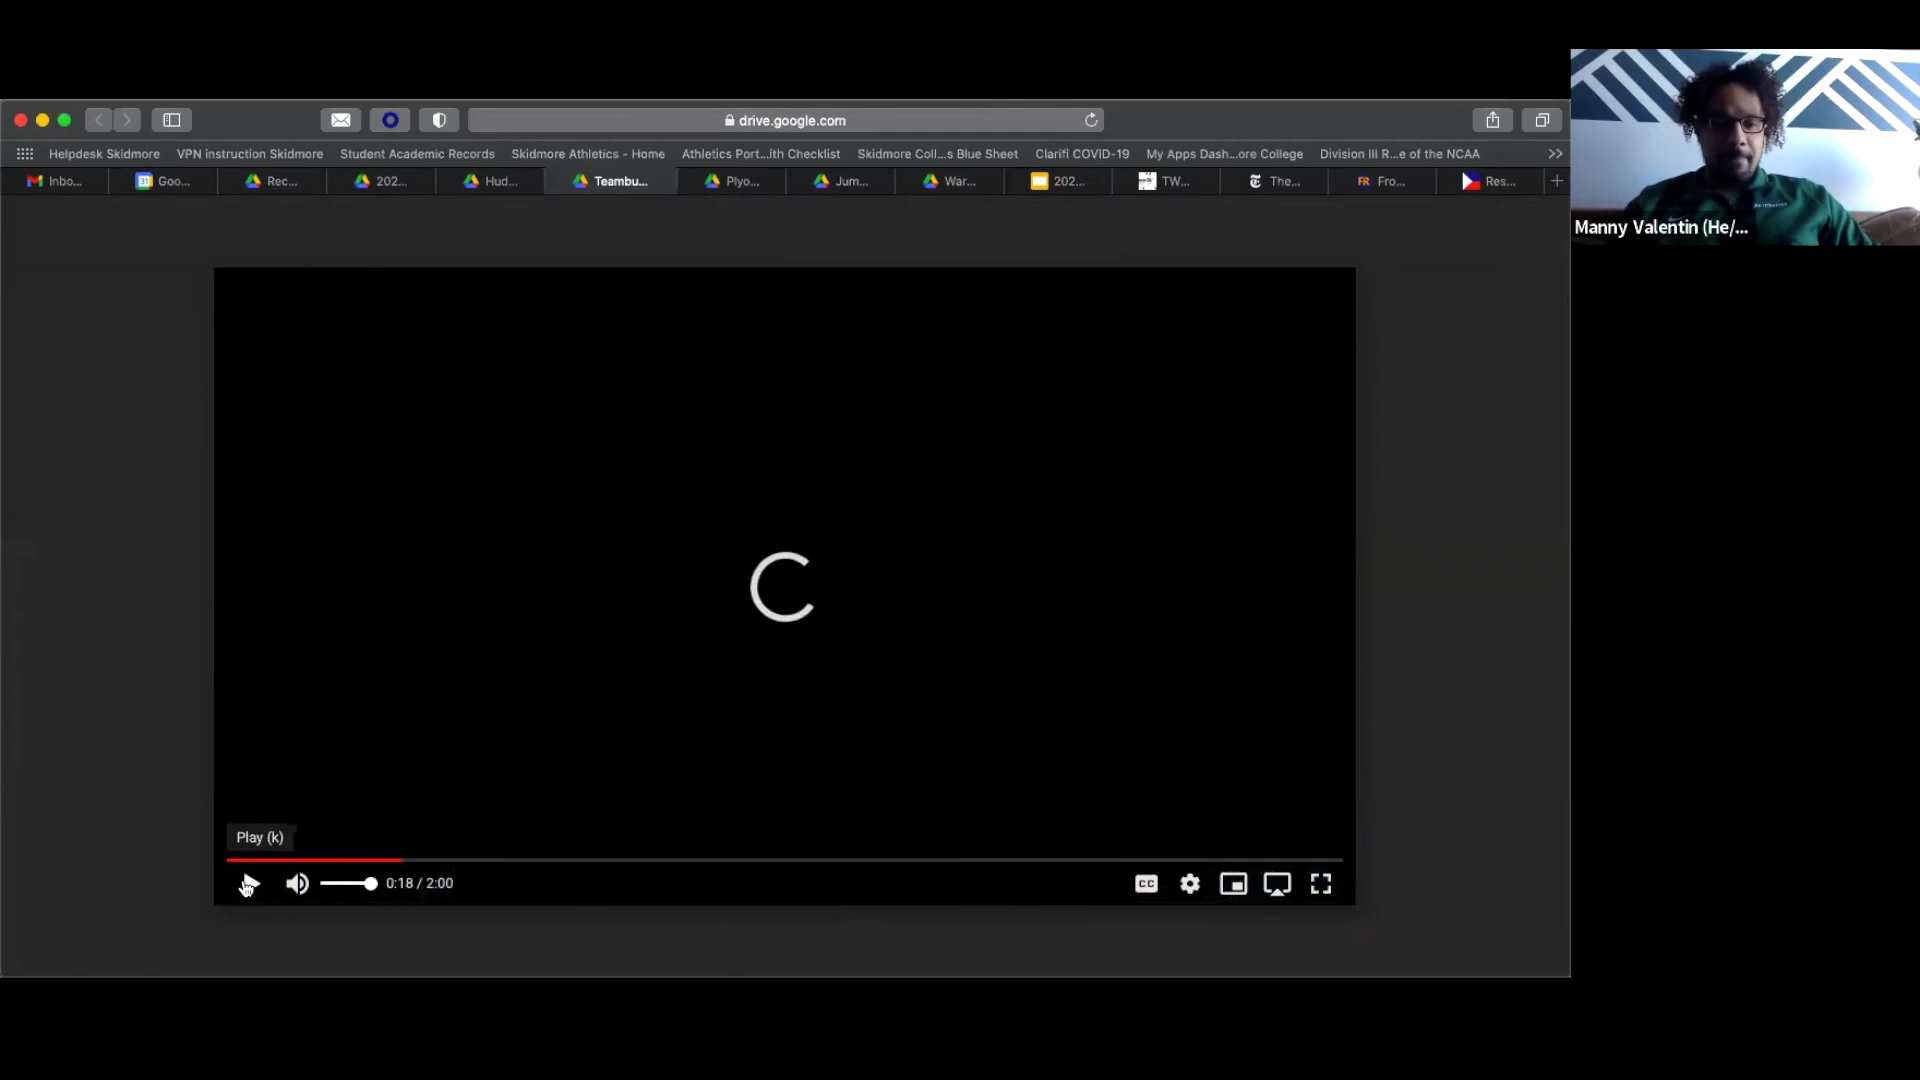 drive.google.com
Helpdesk Skidmore VPN instruction Skidmore Student Academic Records Skidmore Athletics - Home Athletics Port...ith Checklist Skidmore Coll...s Blue Sheet Clarifi COVID-19 My Apps Dash...ore College Division III R...e of the NCAA
Inbo... 31 Goo... Rec... 202... Hud... Teambu... Plyo... Jum... War... 202... TW... The... FR Fro... Res...
Manny Valentin (He/...
Play (k)
0:18 / 2:00 CC